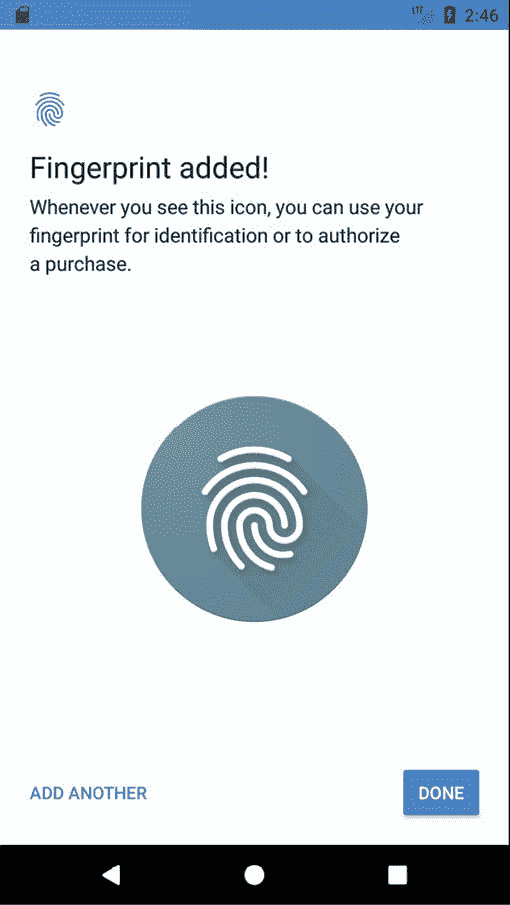 LTE 2:46
Fingerprint added!
Whenever you see this icon, you can use your
fingerprint for identification or to authorize
a purchase.
ADD ANOTHER DONE